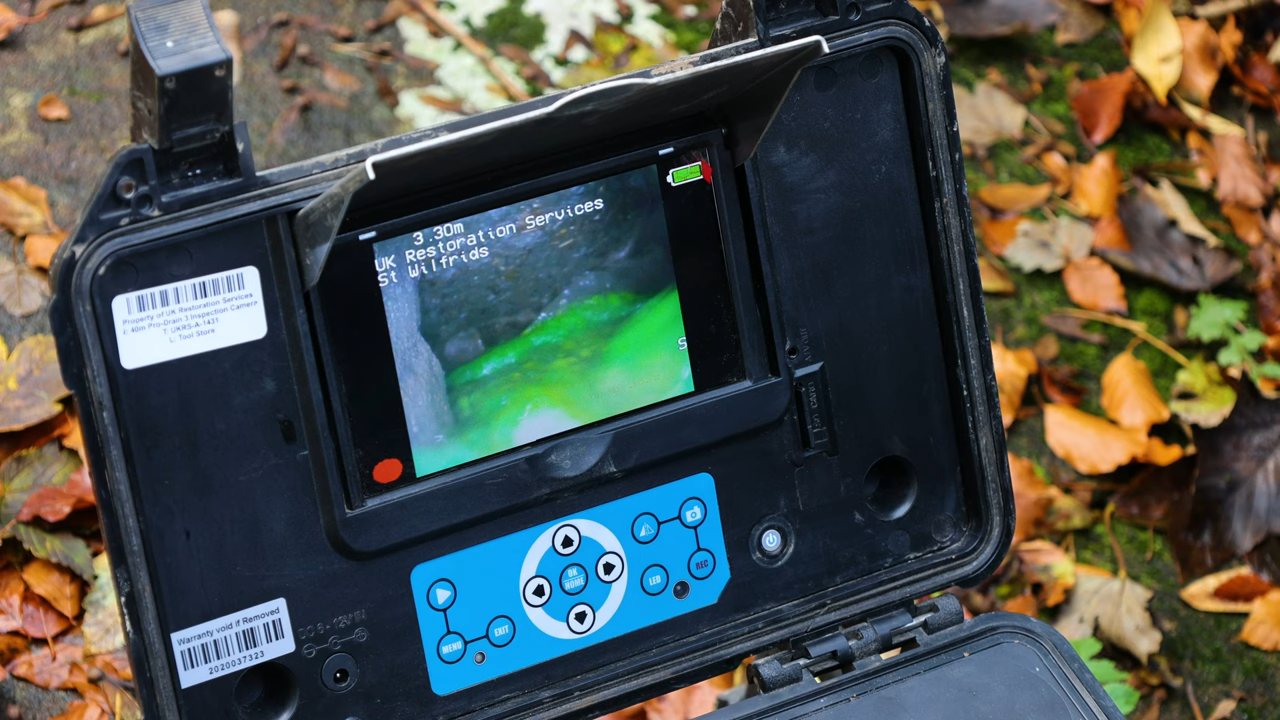 3.30m
UK Restoration Services
St Wilfrids
S
Property of UK Restoration Services
40m Pro-Drain 3 Inspection Camera
T: UKRS-A-1431
L: Tool Store
OK
HOME
MENU
EXIT
LED
REC
Warranty void if Removed
2020037323